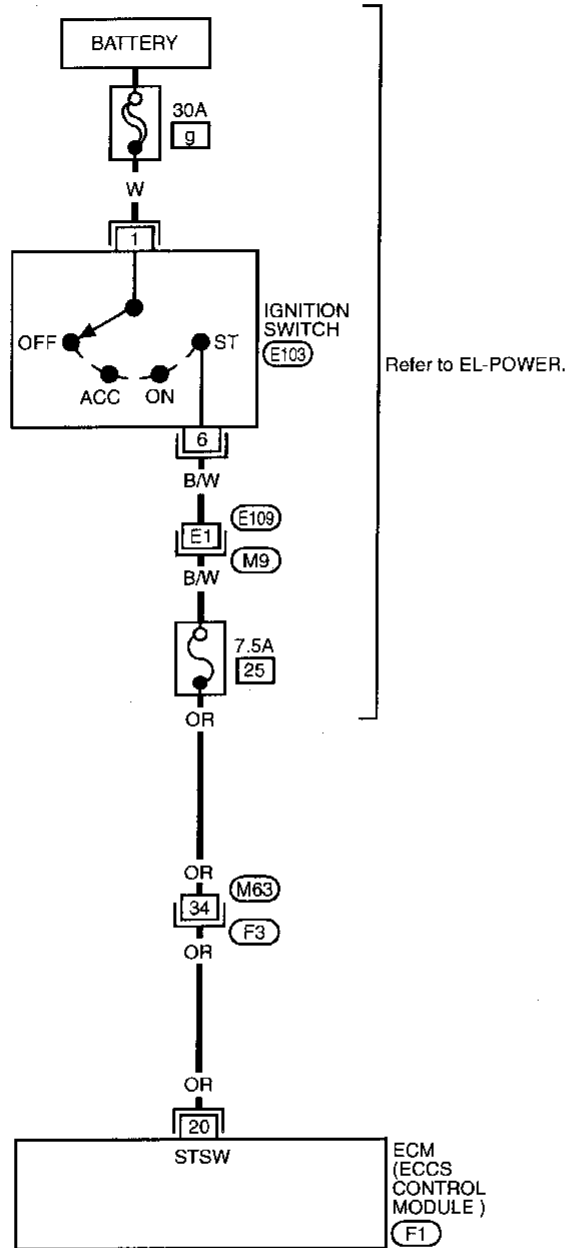 BATTERY
30A
g
W
1
OFF
ACC
ON
ST
IGNITION
SWITCH
E103
Refer to EL-POWER.
6
B/W
E1
E109
M9
B/W
7.5A
25
OR
OR
34
M63
F3
OR
OR
20
STSW
ECM
(ECCS
CONTROL
MODULE )
F1